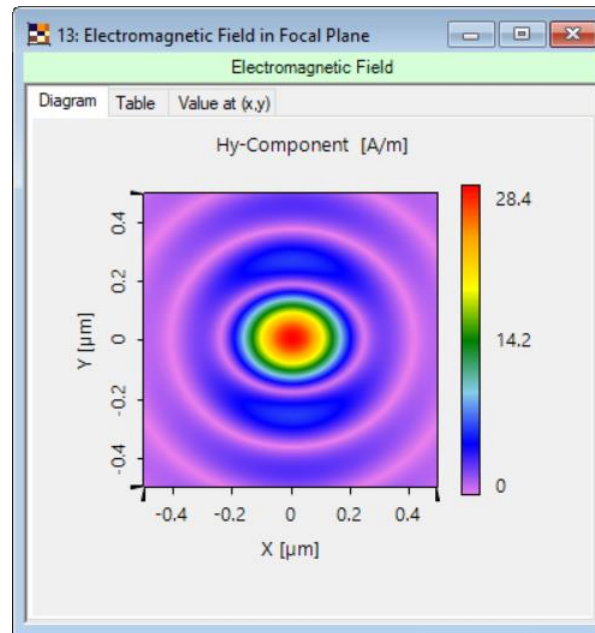 13: Electromagnetic Field in Focal Plane
Electromagnetic Field
Diagram Table Value at (x,y)
Hy-Component [A/m]
28.4
14.2
0
Y [µm]
0.4
0.2
0
-0.2
-0.4
-0.4 -0.2 0 0.2 0.4
X [µm]